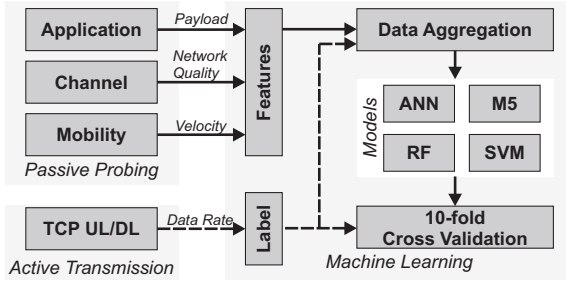 Application
Payload
Features
Data Aggregation
Channel
Network
Quality
Mobility
Velocity
Passive Probing
Models
ANN
M5
RF
SVM
TCP UL/DL
Data Rate
Label
10-fold
Cross Validation
Active Transmission
Machine Learning